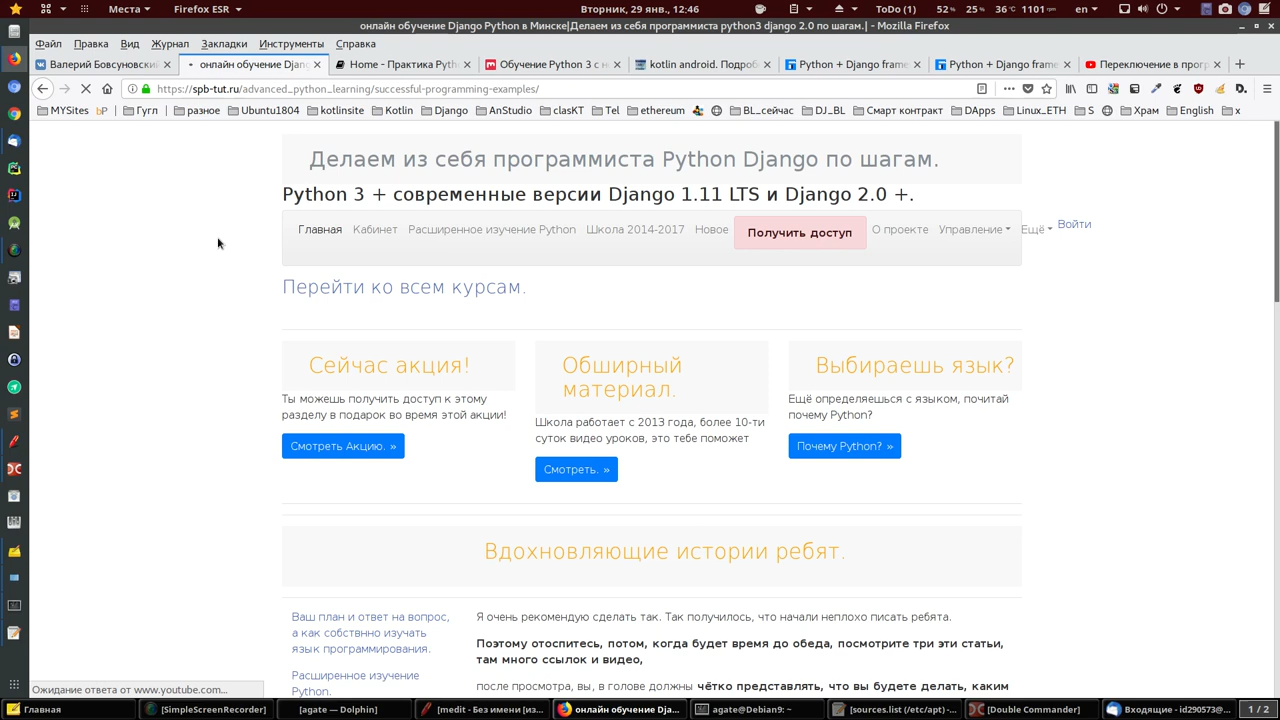 Места Firefox ESR Вторник, 29 янв., 12:46 ToDo (1) 25% 36°C 1101rpm en
онлайн обучение Django Python в Минске|Делаем из себя программиста python3 django 2.0 по шагам.| - Mozilla Firefox
Файл Правка Вид Журнал Закладки Инструменты Справка
Валерий Бовсуновский онлайн обучение Djang Home - Практика Pyth Обучение Python 3 с н kotlin android. Подробн Python + Django frame Python + Django frame Переключение в прогр
https://spb-tut.ru/advanced_python_learning/successful-programming-examples/
MYSites bP Гугл разное Ubuntu1804 kotlinsite Kotlin Django AnStudio clasKT Tel ethereum BL_сейчас DJ_BL Смарт контракт DApps Linux_ETH S Храм English x
Делаем из себя программиста Python Django по шагам.
Python 3 + современные версии Django 1.11 LTS и Django 2.0 +.
Главная Кабинет Расширенное изучение Python Школа 2014-2017 Новое Получить доступ О проекте Управление Ещё Войти
Перейти ко всем курсам.
Сейчас акция!
Ты можешь получить доступ к этому
разделу в подарок во время этой акции!
Смотреть Акцию. »
Обширный
материал.
Школа работает с 2013 года, более 10-ти
суток видео уроков, это тебе поможет
Смотреть. »
Выбираешь язык?
Ещё определяешься с языком, почитай
почему Python?
Почему Python? »
Вдохновляющие истории ребят.
Ваш план и ответ на вопрос,
а как собствнно изучать
язык программирования.
Расширенное изучение
Python.
Я очень рекомендую сделать так. Так получилось, что начали неплохо писать ребята.
Поэтому отоспитесь, потом, когда будет время до обеда, посмотрите три эти статьи,
там много ссылок и видео,
после просмотра, вы, в голове должны чётко представлять, что вы будете делать, каким
Ожидание ответа от www.youtube.com...
Главная [SimpleScreenRecorder] [agate — Dolphin] [medit - Без имени [из... онлайн обучение Dja... agate@Debian9: ~ [sources.list (/etc/apt) -... [Double Commander] [Входящие - id290573@... 1 / 2